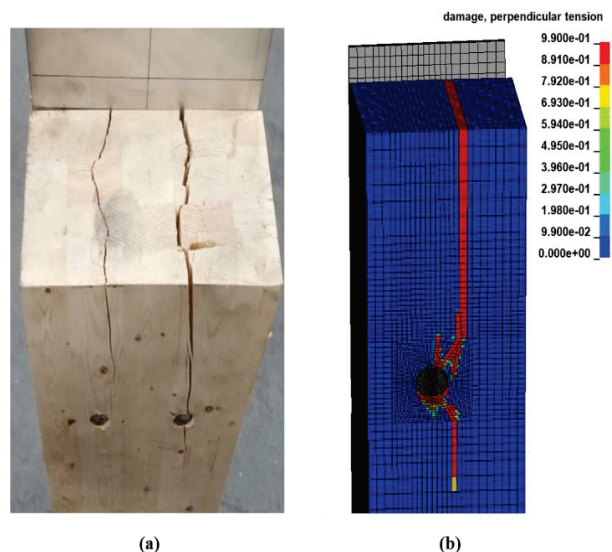 damage, perpendicular tension
9.900e-01
8.910e-01
7.920e-01
6.930e-01
5.940e-01
4.950e-01
3.960e-01
2.970e-01
1.980e-01
9.900e-02
0.000e+00
(a)
(b)